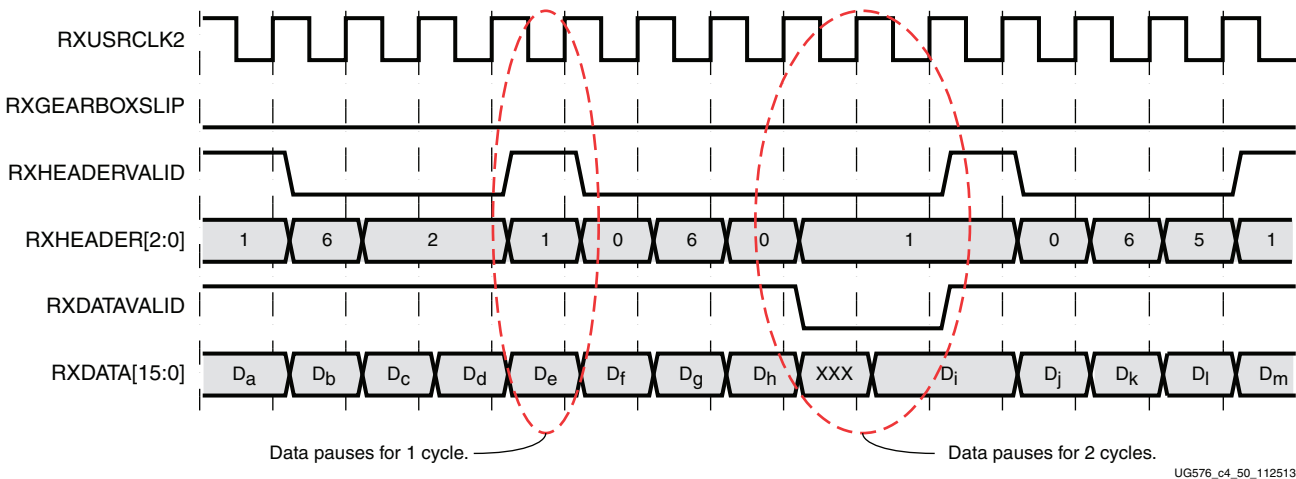 RXUSRCLK2
RXGEARBOXSLIP
RXHEADERVALID
RXHEADER[2:0] 1 6 2 1 0 6 0 1 0 6 5 1
RXDATAVALID
RXDATA[15:0] Da Db Dc Dd De Df Dg Dh XXX Di Dj Dk Dl Dm
Data pauses for 1 cycle. Data pauses for 2 cycles.
UG576_c4_50_112513